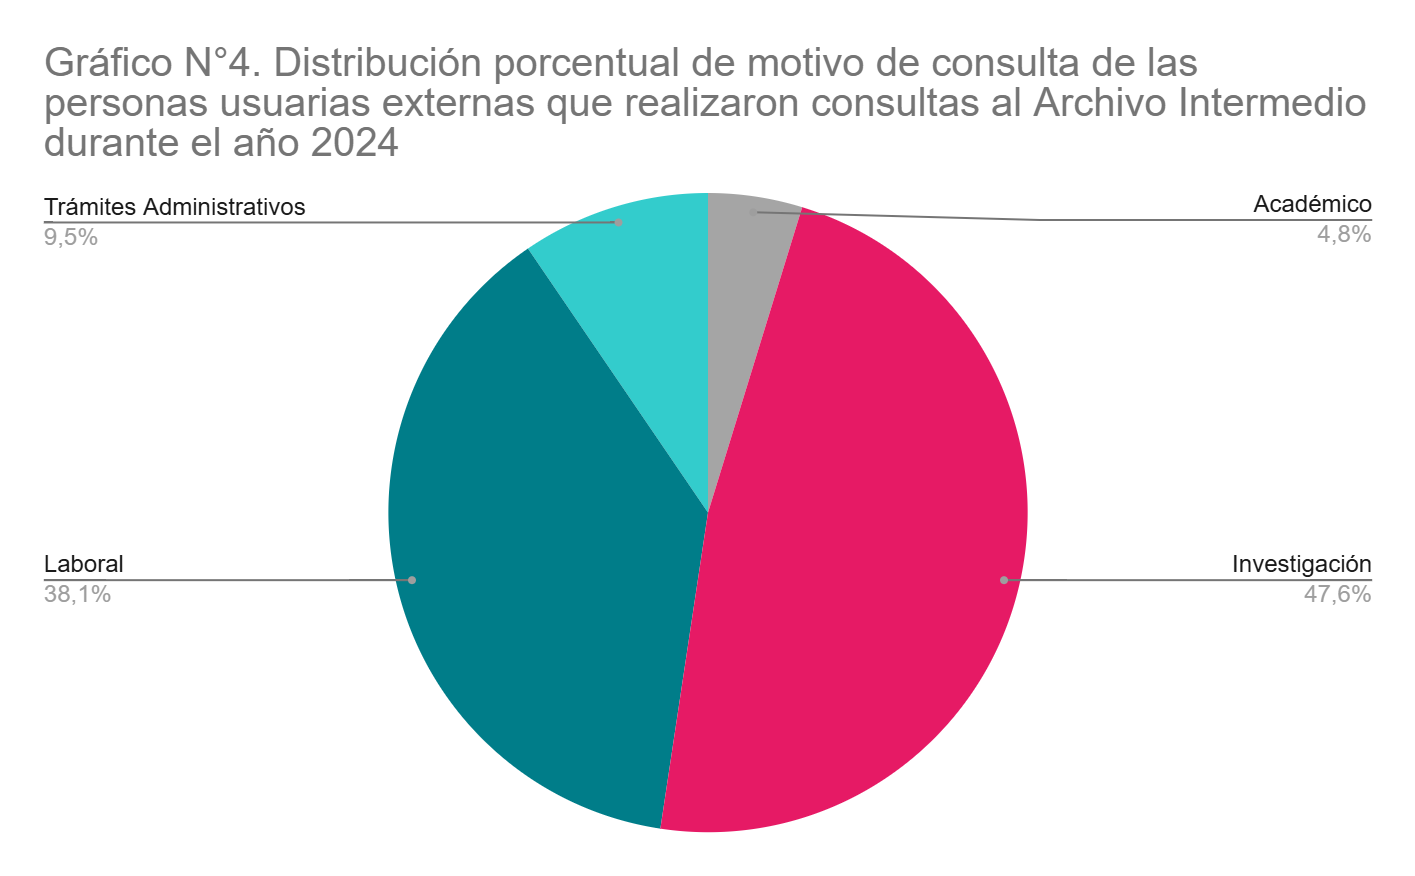 Gráfico N°4. Distribución porcentual de motivo de consulta de las
personas usuarias externas que realizaron consultas al Archivo Intermedio
durante el año 2024
Trámites Administrativos
9,5%
Académico
4,8%
Laboral
38,1%
Investigación
47,6%